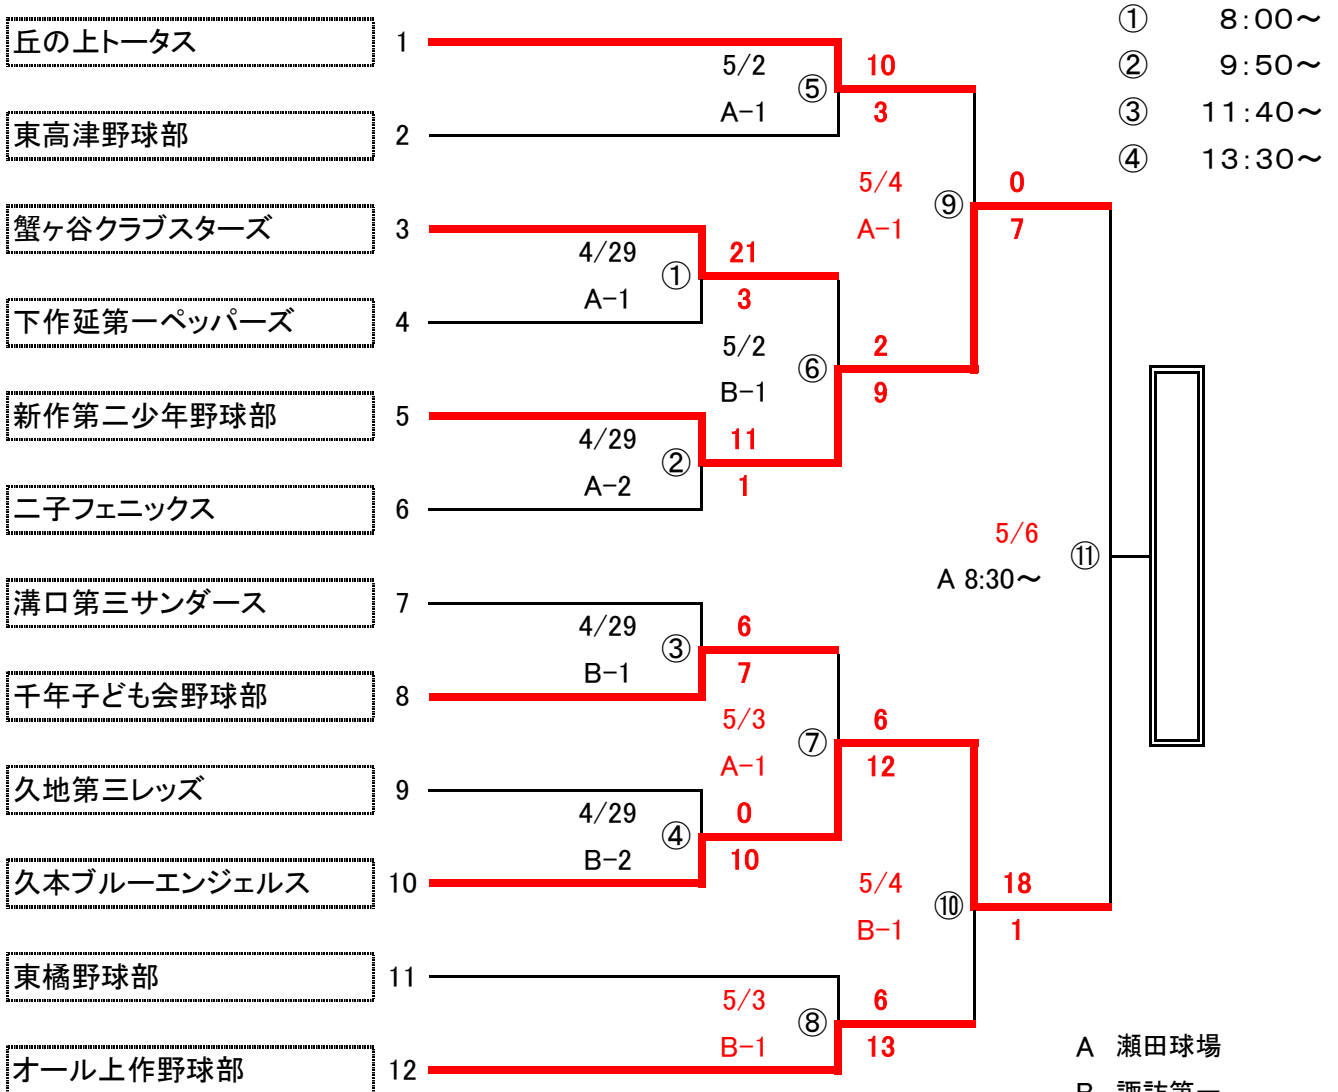 ① 8:00～
丘の上トータス 1
5/2 10
② 9:50～
⑤
A-1 3
③ 11:40～
東高津野球部 2
④ 13:30～
5/4 0
⑨
蟹ヶ谷クラブスターズ 3
A-1 7
4/29 21
①
A-1 3
下作延第一ペッパーズ 4
5/2 2
⑥
B-1 9
新作第二少年野球部 5
4/29 11
②
A-2 1
二子フェニックス 6
5/6
⑪
A 8:30～
溝口第三サンダース 7
4/29 6
③
B-1 7
千年子ども会野球部 8
5/3 6
⑦
A-1 12
久地第三レッズ 9
4/29 0
④
B-2 10
久本ブルーエンジェルス 10
5/4 18
⑩
B-1 1
東橘野球部 11
5/3 6
⑧
B-1 13
A 瀬田球場
オール上作野球部 12
B 諏訪第一